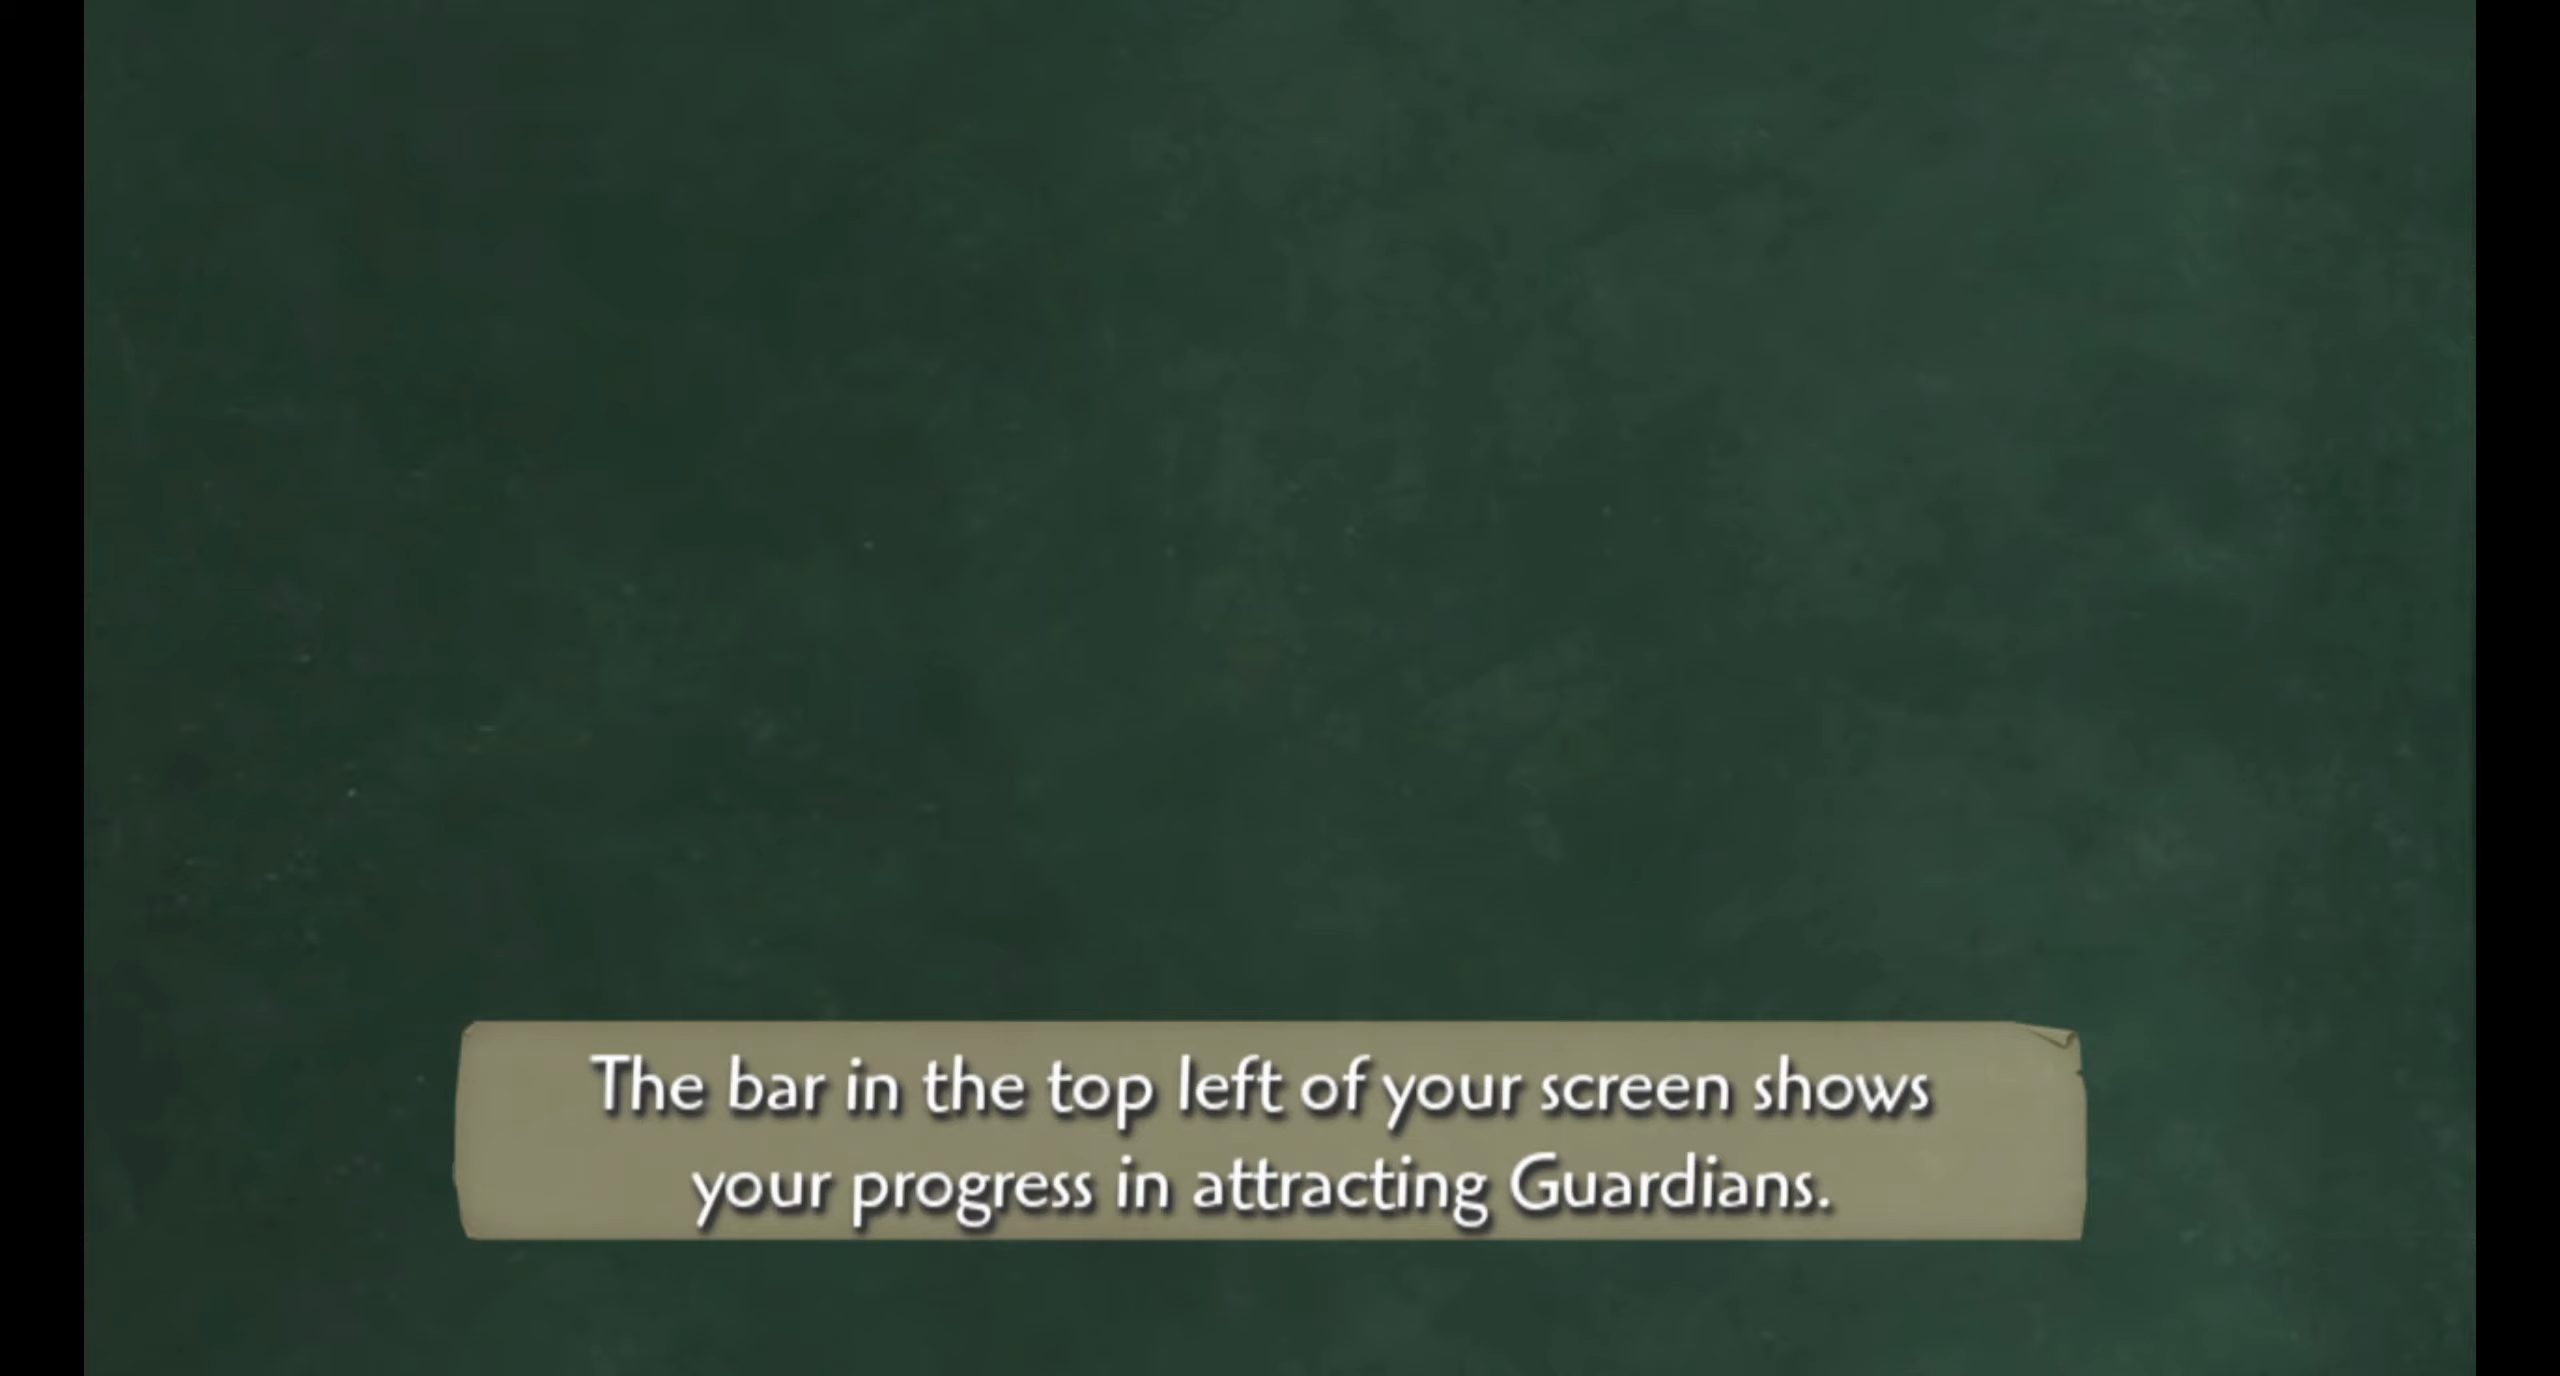 The bar in the top left of your screen shows
your progress in attracting Guardians.